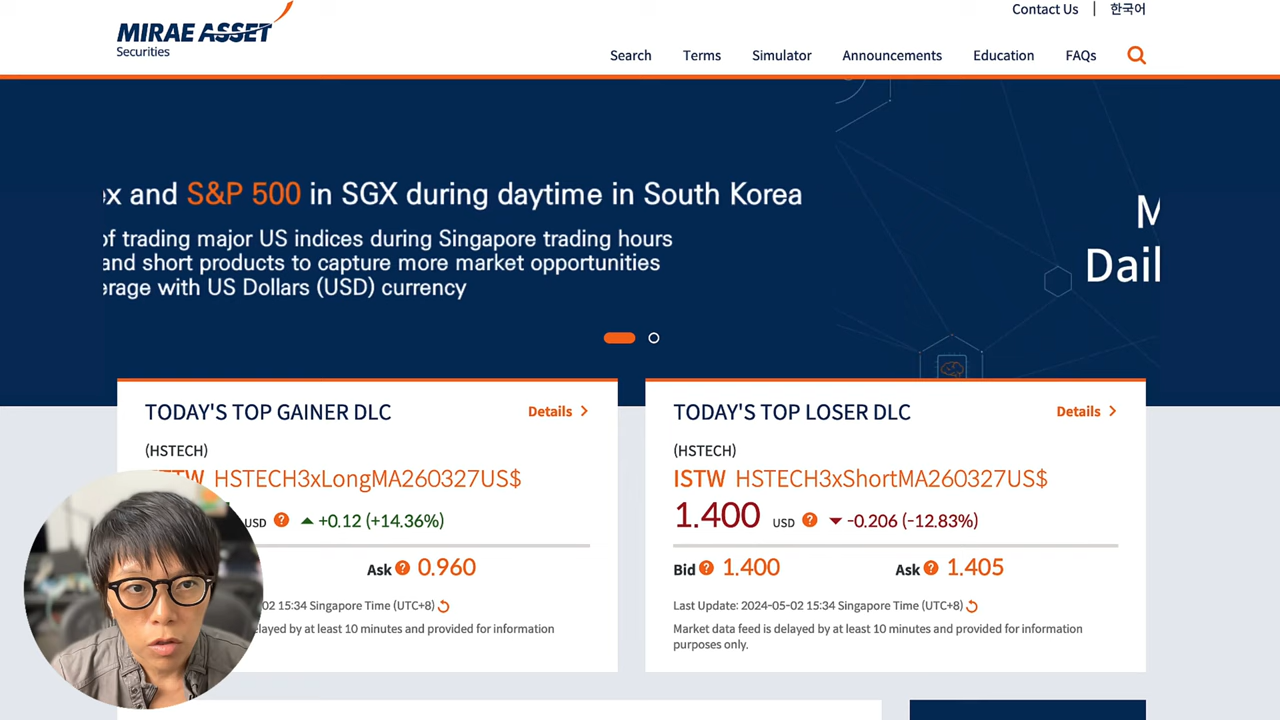 MIRAE ASSET
Securities
Contact Us | 한국어
Search Terms Simulator Announcements Education FAQs
and S&P 500 in SGX during daytime in South Korea
of trading major US indices during Singapore trading hours
and short products to capture more market opportunities
with US Dollars (USD) currency
TODAY'S TOP GAINER DLC
Details
(HSTECH)
HSTECH3xLongMA260327US$
USD +0.12 (+14.36%)
Ask 0.960
02 15:34 Singapore Time (UTC+8)
by at least 10 minutes and provided for information
TODAY'S TOP LOSER DLC
Details
(HSTECH)
ISTW HSTECH3xShortMA260327US$
1.400 USD -0.206 (-12.83%)
Bid 1.400 Ask 1.405
Last Update: 2024-05-02 15:34 Singapore Time (UTC+8)
Market data feed is delayed by at least 10 minutes and provided for information
purposes only.